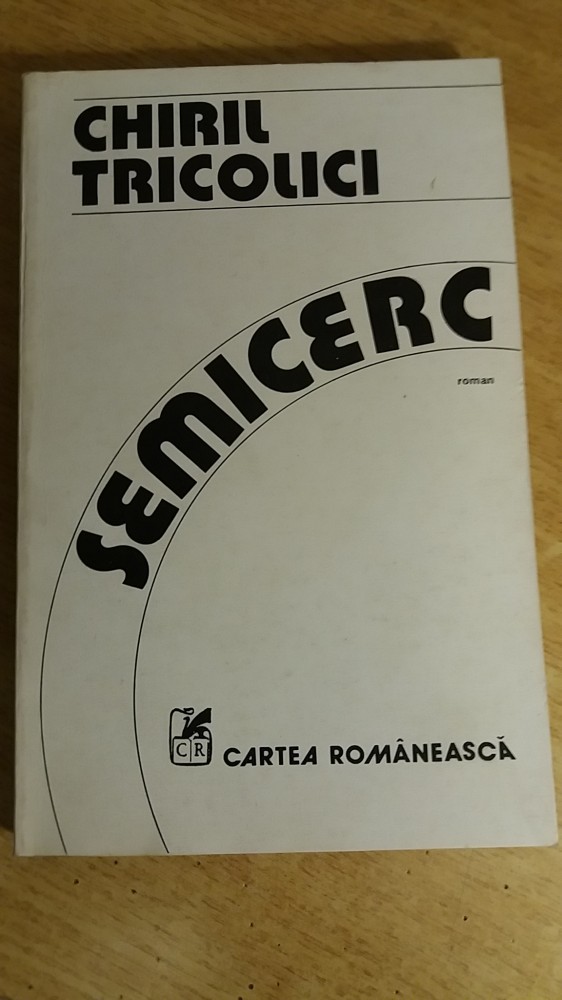 CHIRIL
TRICOLICI
SEMICERC
roman
CR
CARTEA ROMÂNEASCĂ